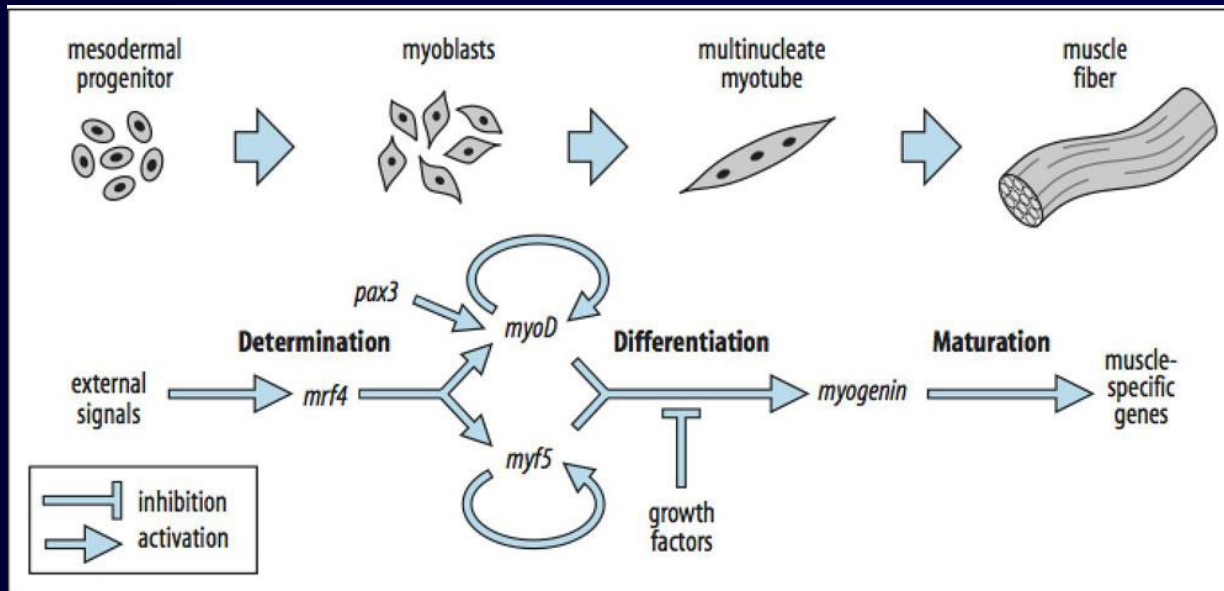 mesodermal
progenitor
myoblasts
multinucleate
myotube
muscle
fiber
pax3
myoD
Determination
Differentiation
Maturation
external
signals
mrf4
myogenin
muscle-
specific
genes
myf5
growth
factors
inhibition
activation